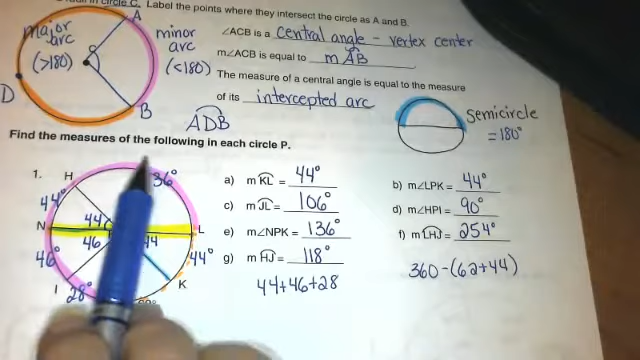 in circle C. Label the points where they intersect the circle as A and B.
A
major arc (>180)
minor arc (<180)
C
D
B
∠ACB is a central angle - vertex center
m∠ACB is equal to mAB
The measure of a central angle is equal to the measure
of its intercepted arc
ADB
semicircle = 180°
Find the measures of the following in each circle P.
1.
H
36°
44°
N
44
46
44
L
46°
44°
I
28°
K
a) mKL = 44°
b) m∠LPK = 44°
c) mJL = 106°
d) m∠HPI = 90°
e) m∠NPK = 136°
f) mLHJ = 254°
g) mHJ = 118°
44+46+28
360-(62+44)